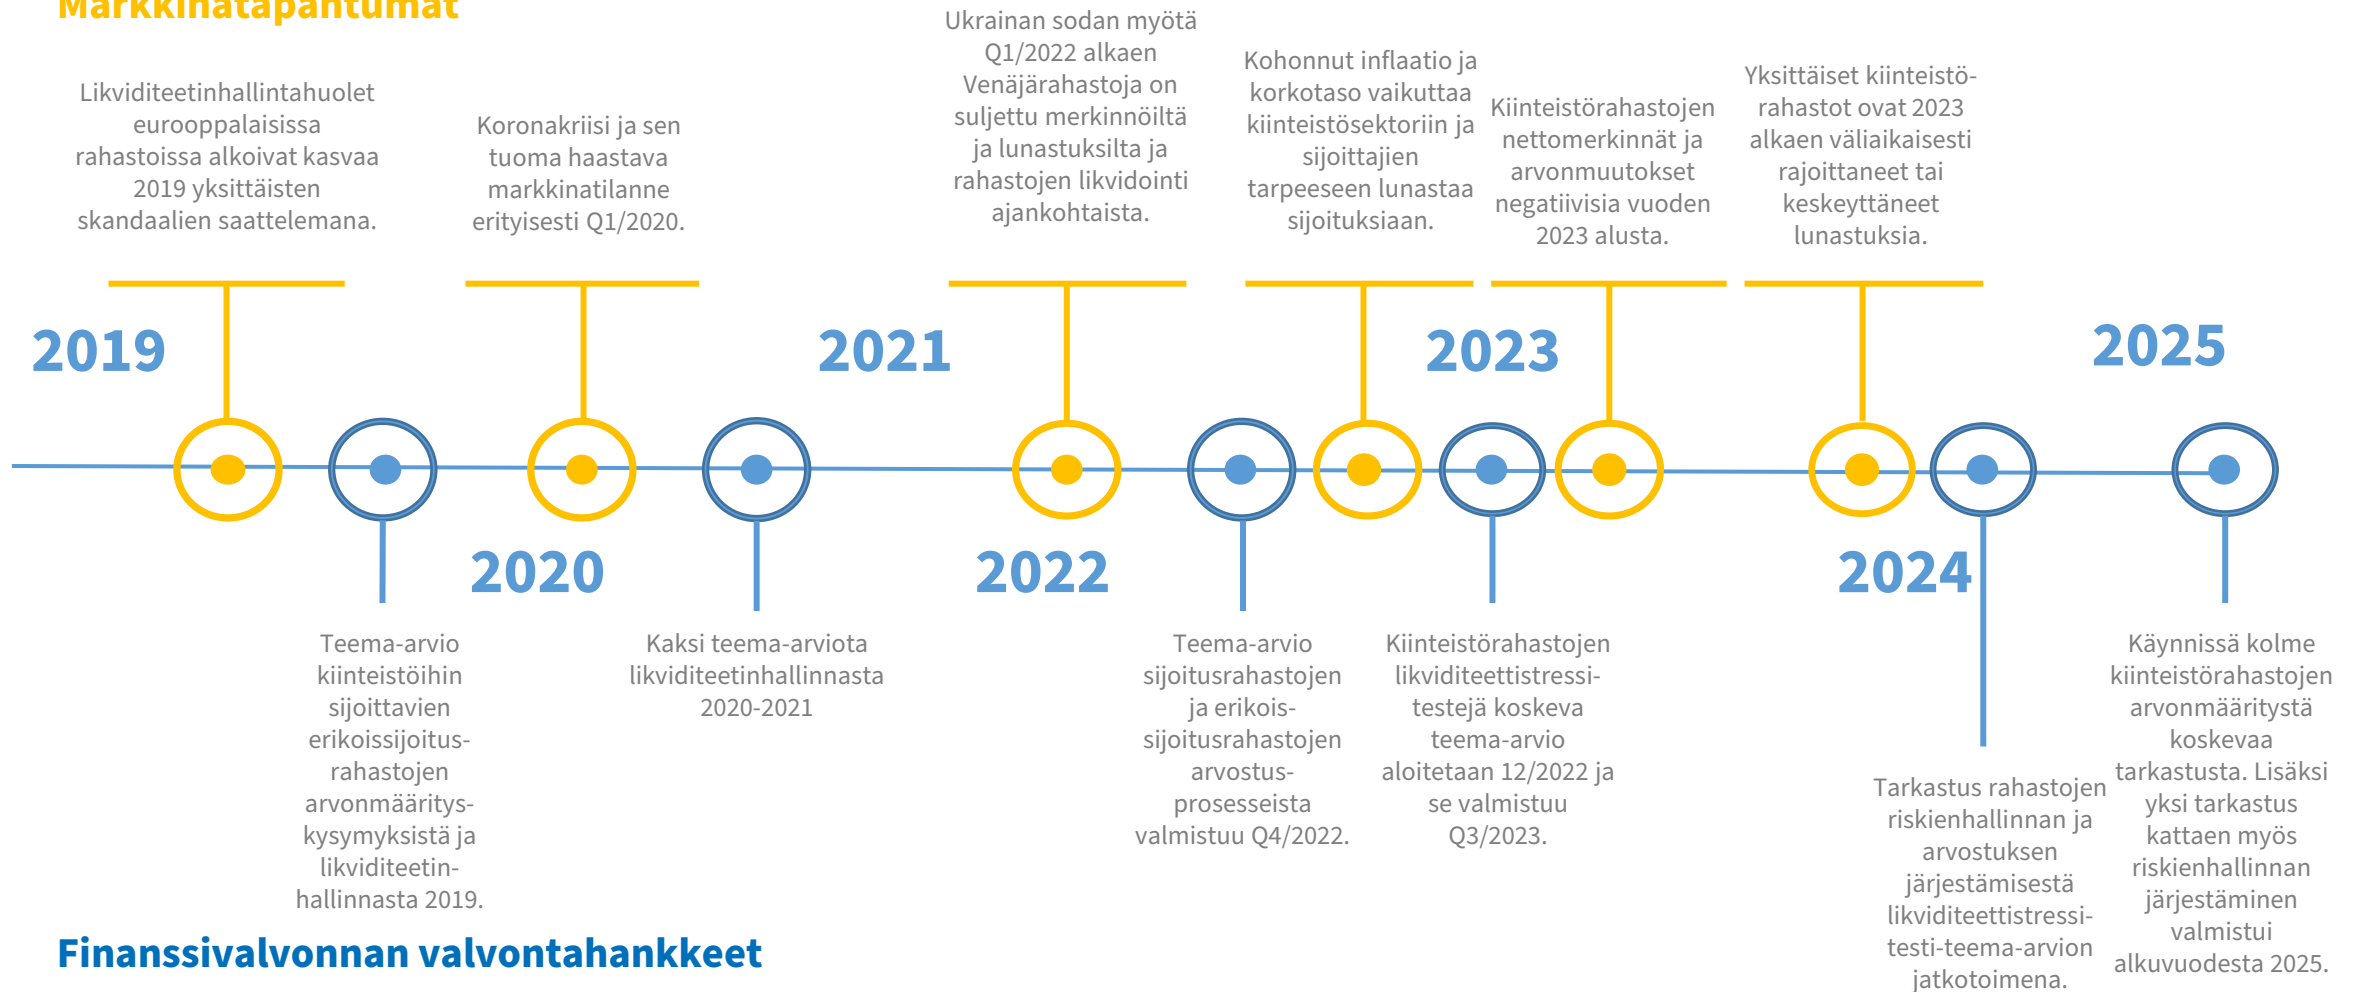 Markkinatapahtumat
Likviditeetinhallintahuolet
eurooppalaisissa
rahastoissa alkoivat kasvaa
2019 yksittäisten
skandaalien saattelemana.
Koronakriisi ja sen
tuoma haastava
markkinatilanne
erityisesti Q1/2020.
Ukrainan sodan myötä
Q1/2022 alkaen
Venäjärahastoja on
suljettu merkinnöiltä
ja lunastuksilta ja
rahastojen likvidointi
ajankohtaista.
Kohonnut inflaatio ja
korkotaso vaikuttaa
kiinteistösektoriin ja
sijoittajien
tarpeeseen lunastaa
sijoituksiaan.
Kiinteistörahastojen
nettomerkinnät ja
arvonmuutokset
negatiivisia vuoden
2023 alusta.
Yksittäiset kiinteistö-
rahastot ovat 2023
alkaen väliaikaisesti
rajoittaneet tai
keskeyttäneet
lunastuksia.
2019
2021
2023
2025
2020
2022
2024
Teema-arvio
kiinteistöihin
sijoittavien
erikoissijoitus-
rahastojen
arvonmääritys-
kysymyksistä ja
likviditeetin-
hallinnasta 2019.
Kaksi teema-arviota
likviditeetinhallinnasta
2020-2021
Teema-arvio
sijoitusrahastojen
ja erikois-
sijoitusrahastojen
arvostus-
prosesseista
valmistuu Q4/2022.
Kiinteistörahastojen
likviditeettistressi-
testejä koskeva
teema-arvio
aloitetaan 12/2022 ja
se valmistuu
Q3/2023.
Tarkastus rahastojen
riskienhallinnan ja
arvostuksen
järjestämisestä
likviditeettistressi-
testi-teema-arvion
jatkotoimena.
Käynnissä kolme
kiinteistörahastojen
arvonmääritystä
koskevaa
tarkastusta. Lisäksi
yksi tarkastus
kattaen myös
riskienhallinnan
järjestäminen
valmistui
alkuvuodesta 2025.
Finanssivalvonnan valvontahankkeet